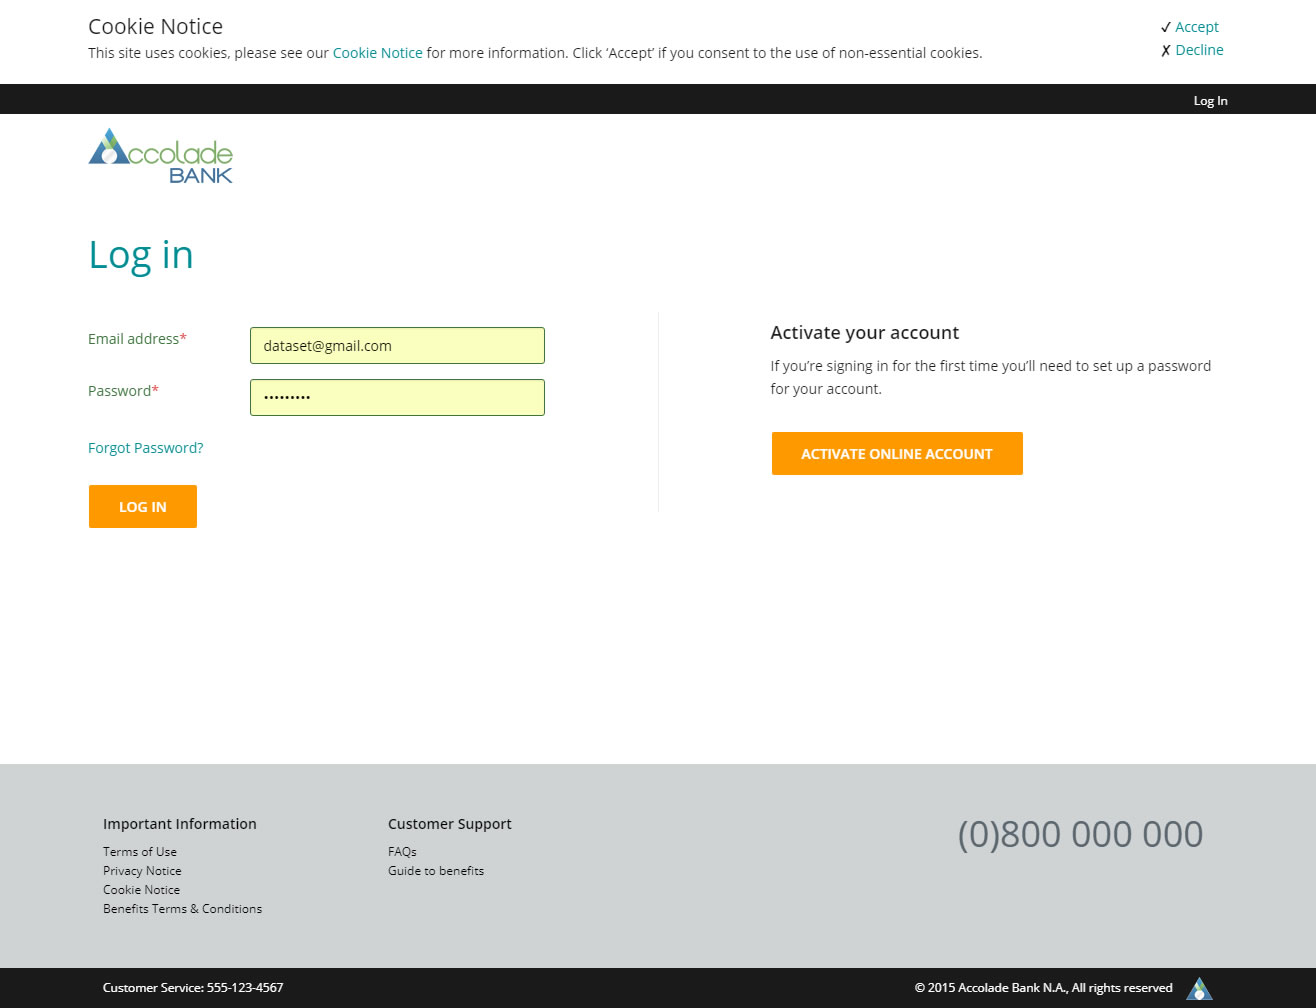 Cookie Notice
This site uses cookies, please see our Cookie Notice for more information. Click ‘Accept’ if you consent to the use of non-essential cookies.
✓ Accept
✗ Decline
Log In
Accolade
BANK
Log in
Email address*
dataset@gmail.com
Password*
•••••••••
Forgot Password?
LOG IN
Activate your account
If you’re signing in for the first time you’ll need to set up a password
for your account.
ACTIVATE ONLINE ACCOUNT
Important Information
Terms of Use
Privacy Notice
Cookie Notice
Benefits Terms & Conditions
Customer Support
FAQs
Guide to benefits
(0)800 000 000
Customer Service: 555-123-4567
© 2015 Accolade Bank N.A., All rights reserved